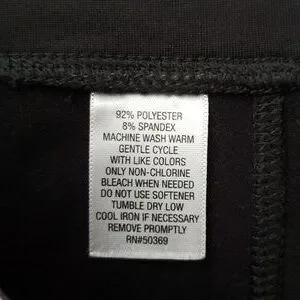 92% POLYESTER
8% SPANDEX
MACHINE WASH WARM
GENTLE CYCLE
WITH LIKE COLORS
ONLY NON-CHLORINE
BLEACH WHEN NEEDED
DO NOT USE SOFTENER
TUMBLE DRY LOW
COOL IRON IF NECESSARY
REMOVE PROMPTLY
RN#50369